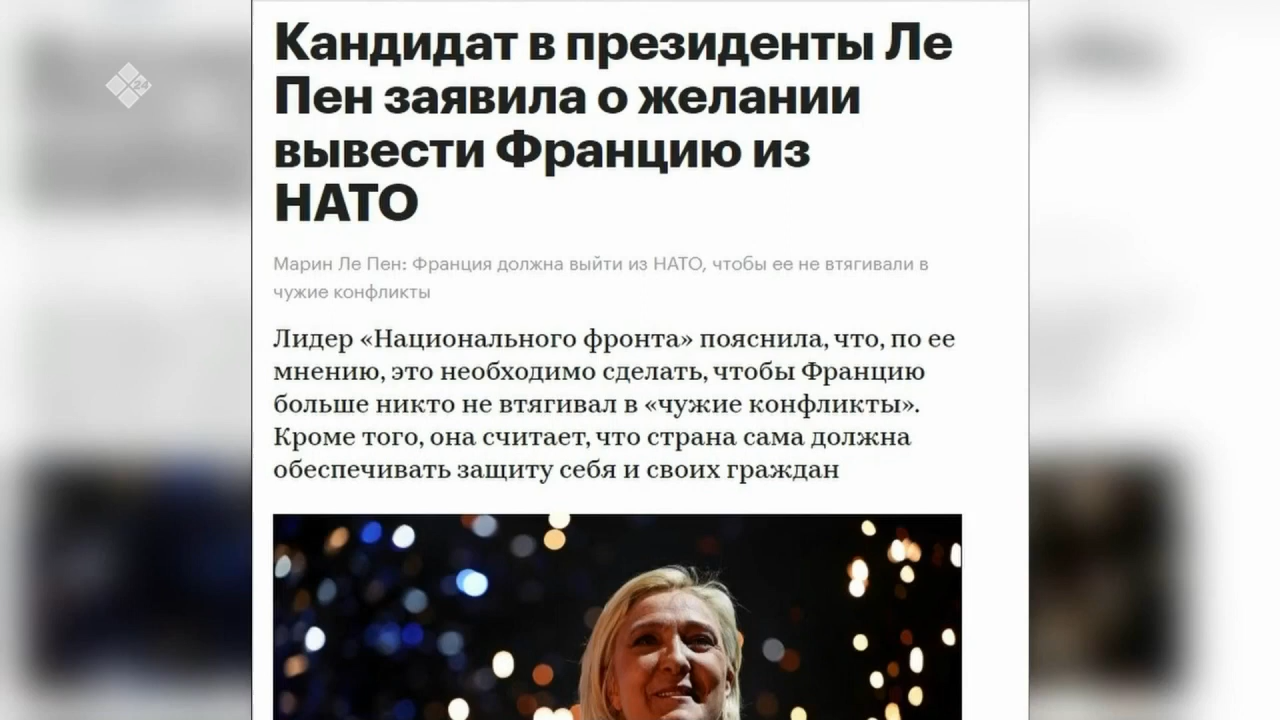 Кандидат в президенты Ле
Пен заявила о желании
вывести Францию из
НАТО
24
Марин Ле Пен: Франция должна выйти из НАТО, чтобы ее не втягивали в
чужие конфликты
Лидер «Национального фронта» пояснила, что, по ее
мнению, это необходимо сделать, чтобы Францию
больше никто не втягивал в «чужие конфликты».
Кроме того, она считает, что страна сама должна
обеспечивать защиту себя и своих граждан